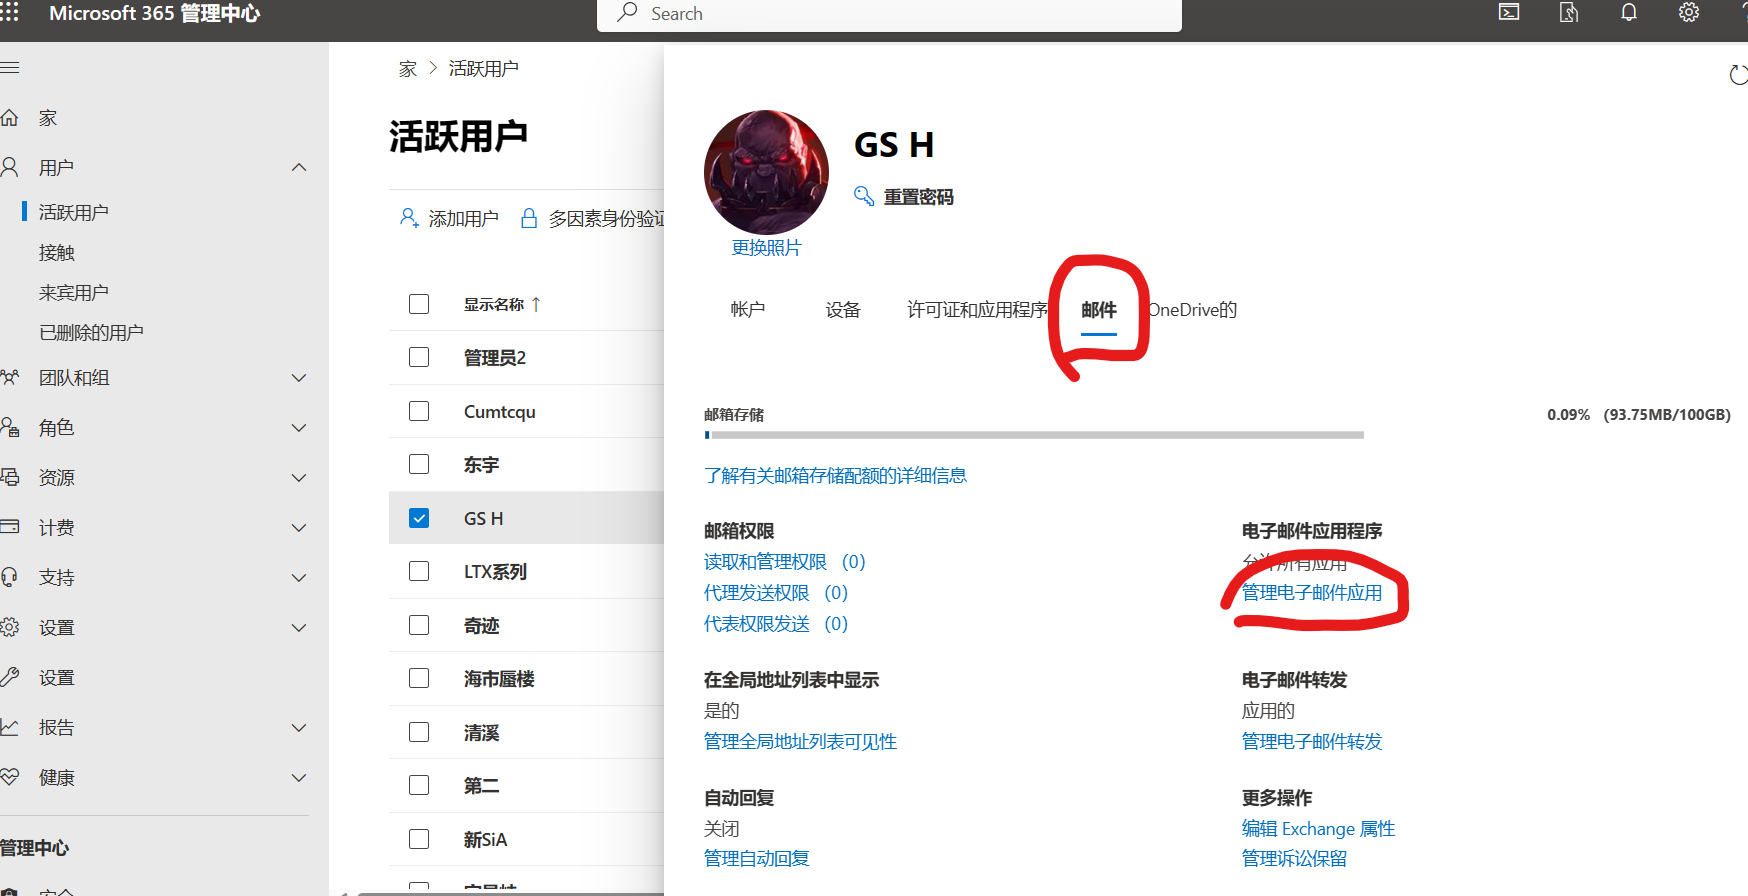 Microsoft 365 管理中心
Search
家
用户
活跃用户
接触
来宾用户
已删除的用户
团队和组
角色
资源
计费
支持
设置
设置
报告
健康
管理中心
家 > 活跃用户
活跃用户
添加用户 多因素身份验证
显示名称 ↑
管理员2
Cumtcqu
东宇
GS H
LTX系列
奇迹
海市蜃楼
清溪
第二
新SiA
GS H
重置密码
更换照片
帐户 设备 许可证和应用程序 邮件 OneDrive的
邮箱存储 0.09% (93.75MB/100GB)
了解有关邮箱存储配额的详细信息
邮箱权限
读取和管理权限 (0)
代理发送权限 (0)
代表权限发送 (0)
电子邮件应用程序
允许所有应用
管理电子邮件应用
在全局地址列表中显示
是的
管理全局地址列表可见性
电子邮件转发
应用的
管理电子邮件转发
自动回复
关闭
管理自动回复
更多操作
编辑 Exchange 属性
管理诉讼保留